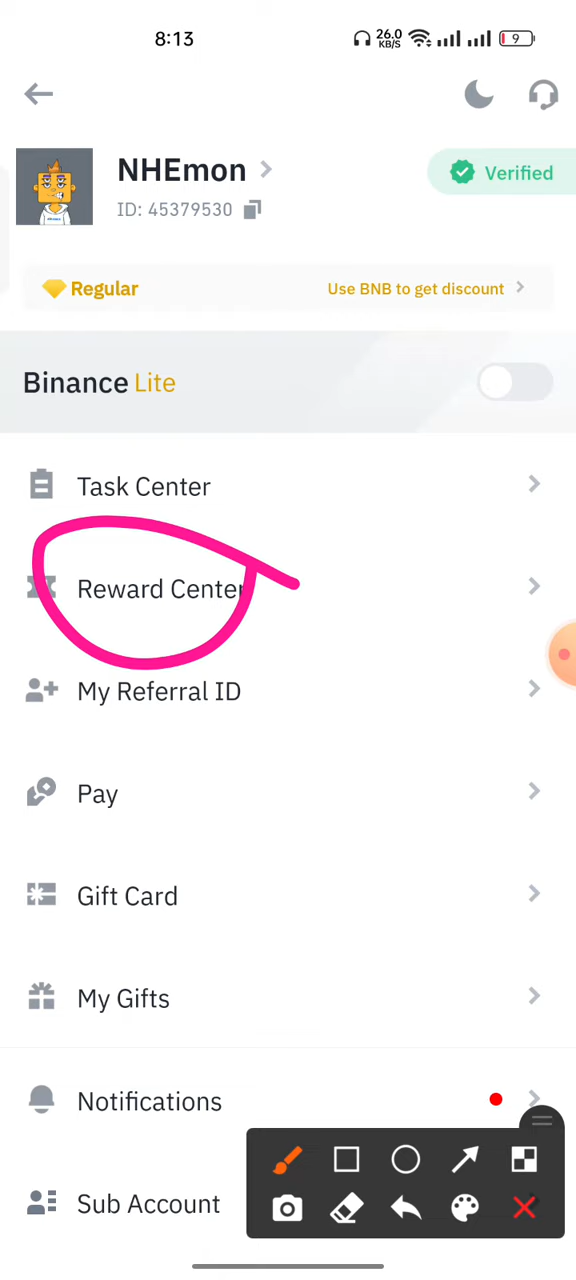 8:13
26.0
KB/S
9
NHEmon
Verified
ID: 45379530
Regular
Use BNB to get discount
Binance Lite
Task Center
Reward Center
My Referral ID
Pay
Gift Card
My Gifts
Notifications
Sub Account